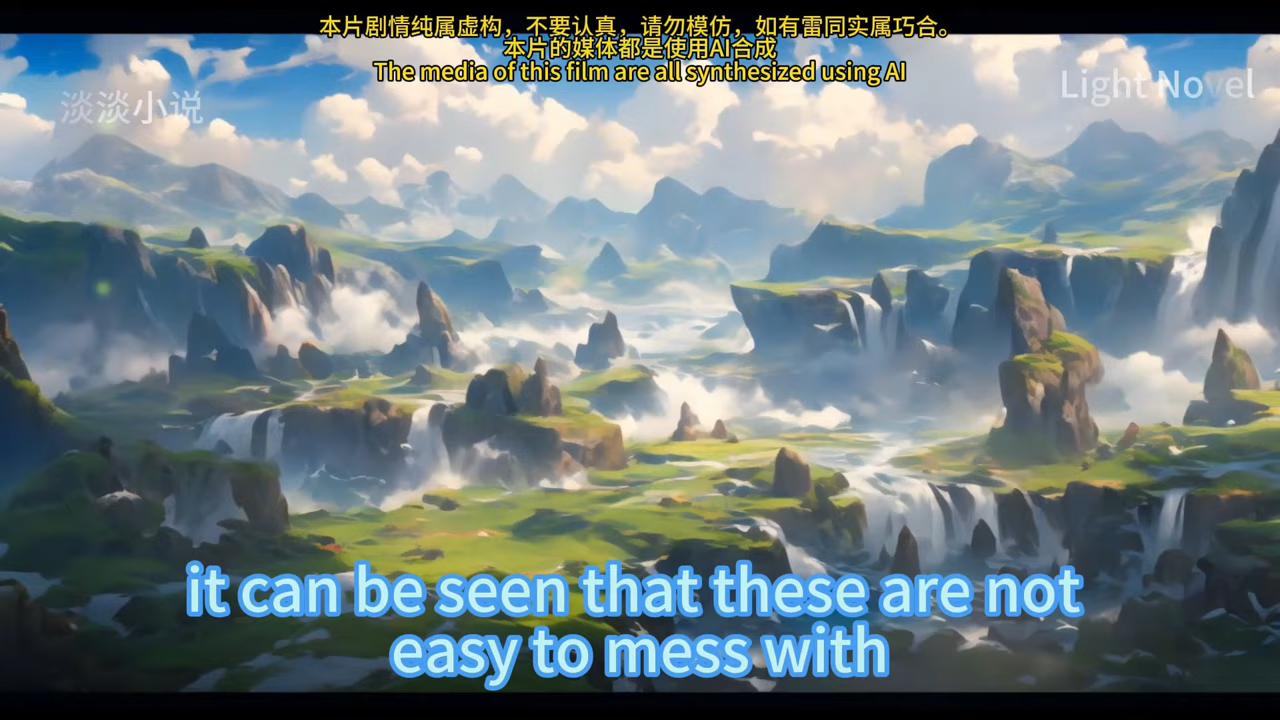 本片剧情纯属虚构，不要认真，请勿模仿，如有雷同实属巧合。
本片的媒体都是使用AI合成
The media of this film are all synthesized using AI
淡淡小说
Light Novel
it can be seen that these are not
easy to mess with